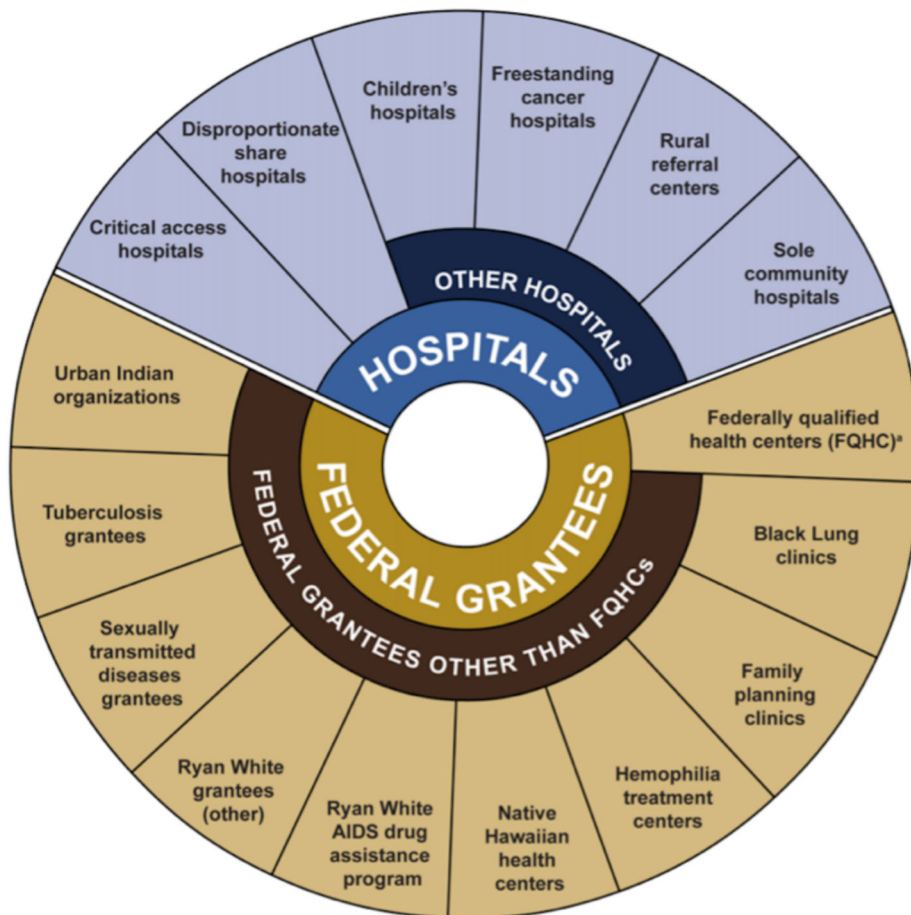 Children's
hospitals
Freestanding
cancer
hospitals
Disproportionate
share
hospitals
Rural
referral
centers
Critical access
hospitals
Sole
community
hospitals
OTHER HOSPITALS
HOSPITALS
Urban Indian
organizations
Federally qualified
health centers (FQHC)ª
FEDERAL GRANTEES
FEDERAL GRANTEES OTHER THAN FQHCs
Tuberculosis
grantees
Black Lung
clinics
Sexually
transmitted
diseases
grantees
Family
planning
clinics
Ryan White
grantees
(other)
Ryan White
AIDS drug
assistance
program
Native
Hawaiian
health
centers
Hemophilia
treatment
centers